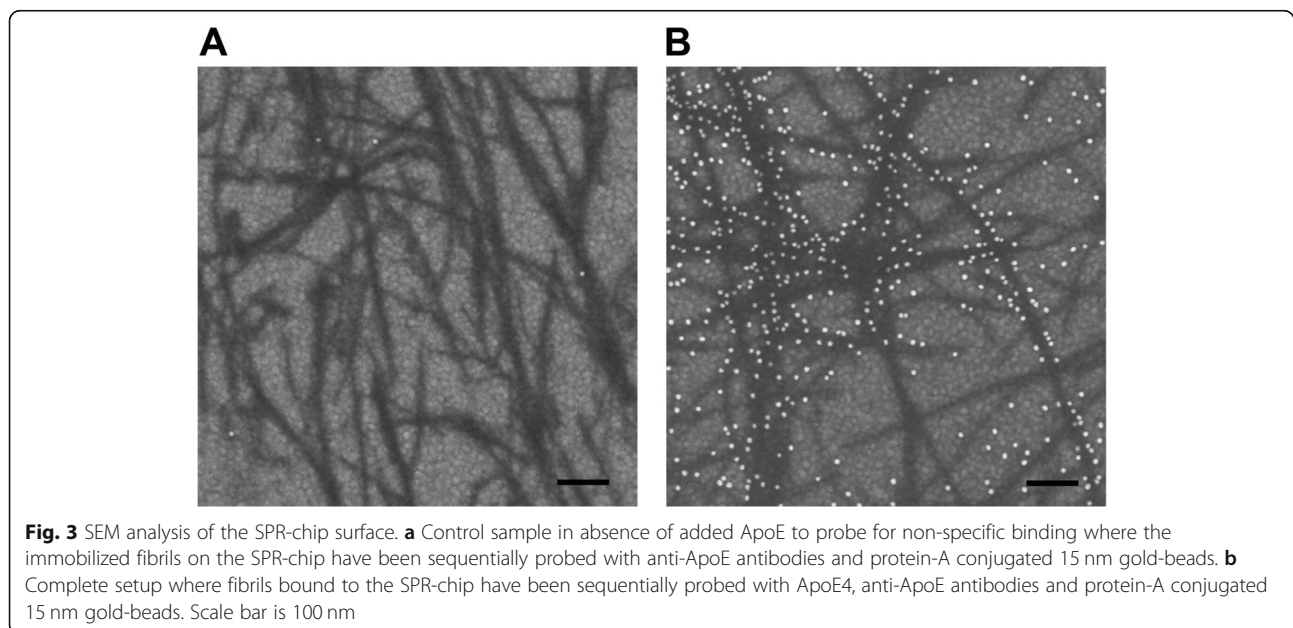 A B
Fig. 3 SEM analysis of the SPR-chip surface. a Control sample in absence of added ApoE to probe for non-specific binding where the
immobilized fibrils on the SPR-chip have been sequentially probed with anti-ApoE antibodies and protein-A conjugated 15 nm gold-beads. b
Complete setup where fibrils bound to the SPR-chip have been sequentially probed with ApoE4, anti-ApoE antibodies and protein-A conjugated
15 nm gold-beads. Scale bar is 100 nm